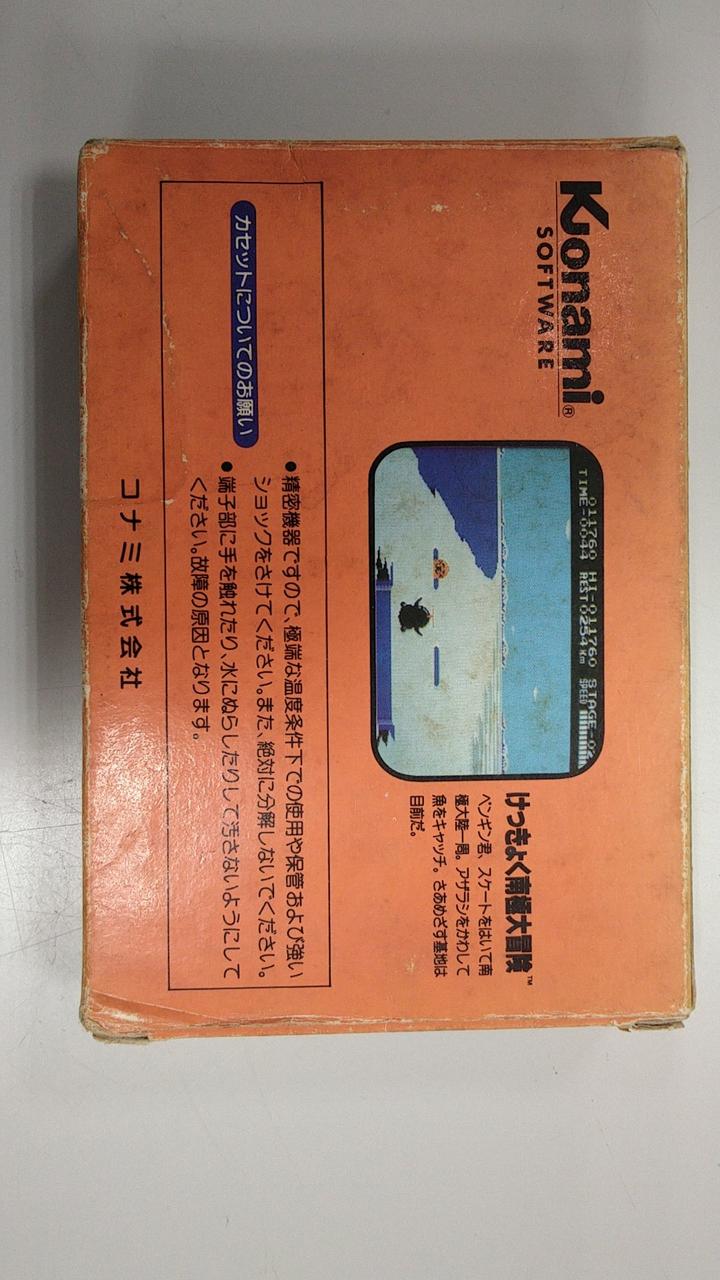 Konami®
SOFTWARE
011760 HI-011760 STAGE-02
TIME-0044 REST 0254Km SPEED
けっきょく南極大冒険™
ペンギン君、スケートをはいて南
極大陸一周。アザラシをかわして
魚をキャッチ。さあめざす基地は
目前だ。
カセットについてのお願い
●精密機器ですので、極端な温度条件下での使用や保管および強い
ショックをさけてください。また、絶対に分解しないでください。
●端子部に手を触れたり、水にぬらしたりして汚さないようにして
ください。故障の原因となります。
コナミ株式会社